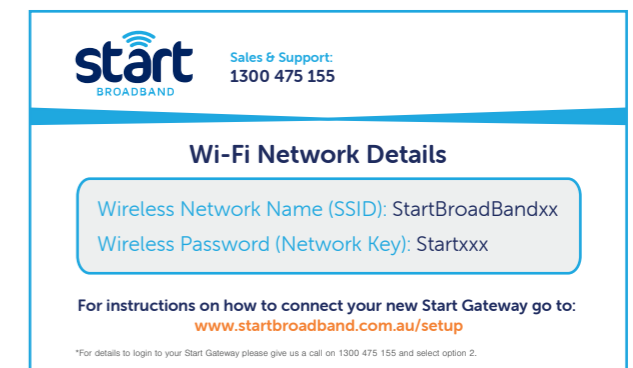 start
BROADBAND
Sales & Support:
1300 475 155
Wi-Fi Network Details
Wireless Network Name (SSID): StartBroadBandxx
Wireless Password (Network Key): Startxxx
For instructions on how to connect your new Start Gateway go to:
www.startbroadband.com.au/setup
*For details to login to your Start Gateway please give us a call on 1300 475 155 and select option 2.